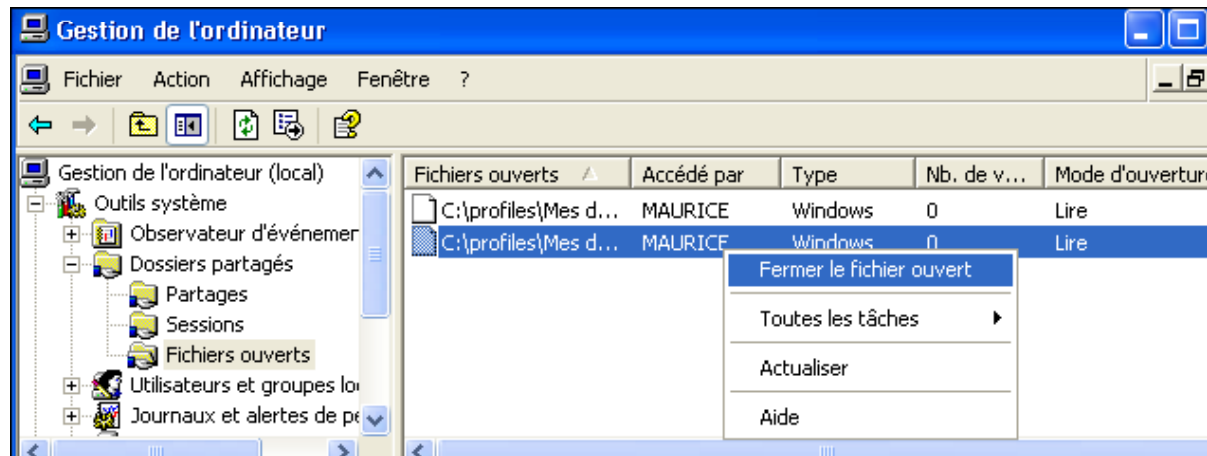 Gestion de l'ordinateur
Fichier Action Affichage Fenêtre ?
Gestion de l'ordinateur (local)
Outils système
Observateur d'événemer
Dossiers partagés
Partages
Sessions
Fichiers ouverts
Utilisateurs et groupes lo
Journaux et alertes de pe
Fichiers ouverts Accédé par Type Nb. de v... Mode d'ouverture
C:\profiles\Mes d... MAURICE Windows 0 Lire
C:\profiles\Mes d... MAURICE Windows 0 Lire
Fermer le fichier ouvert
Toutes les tâches
Actualiser
Aide